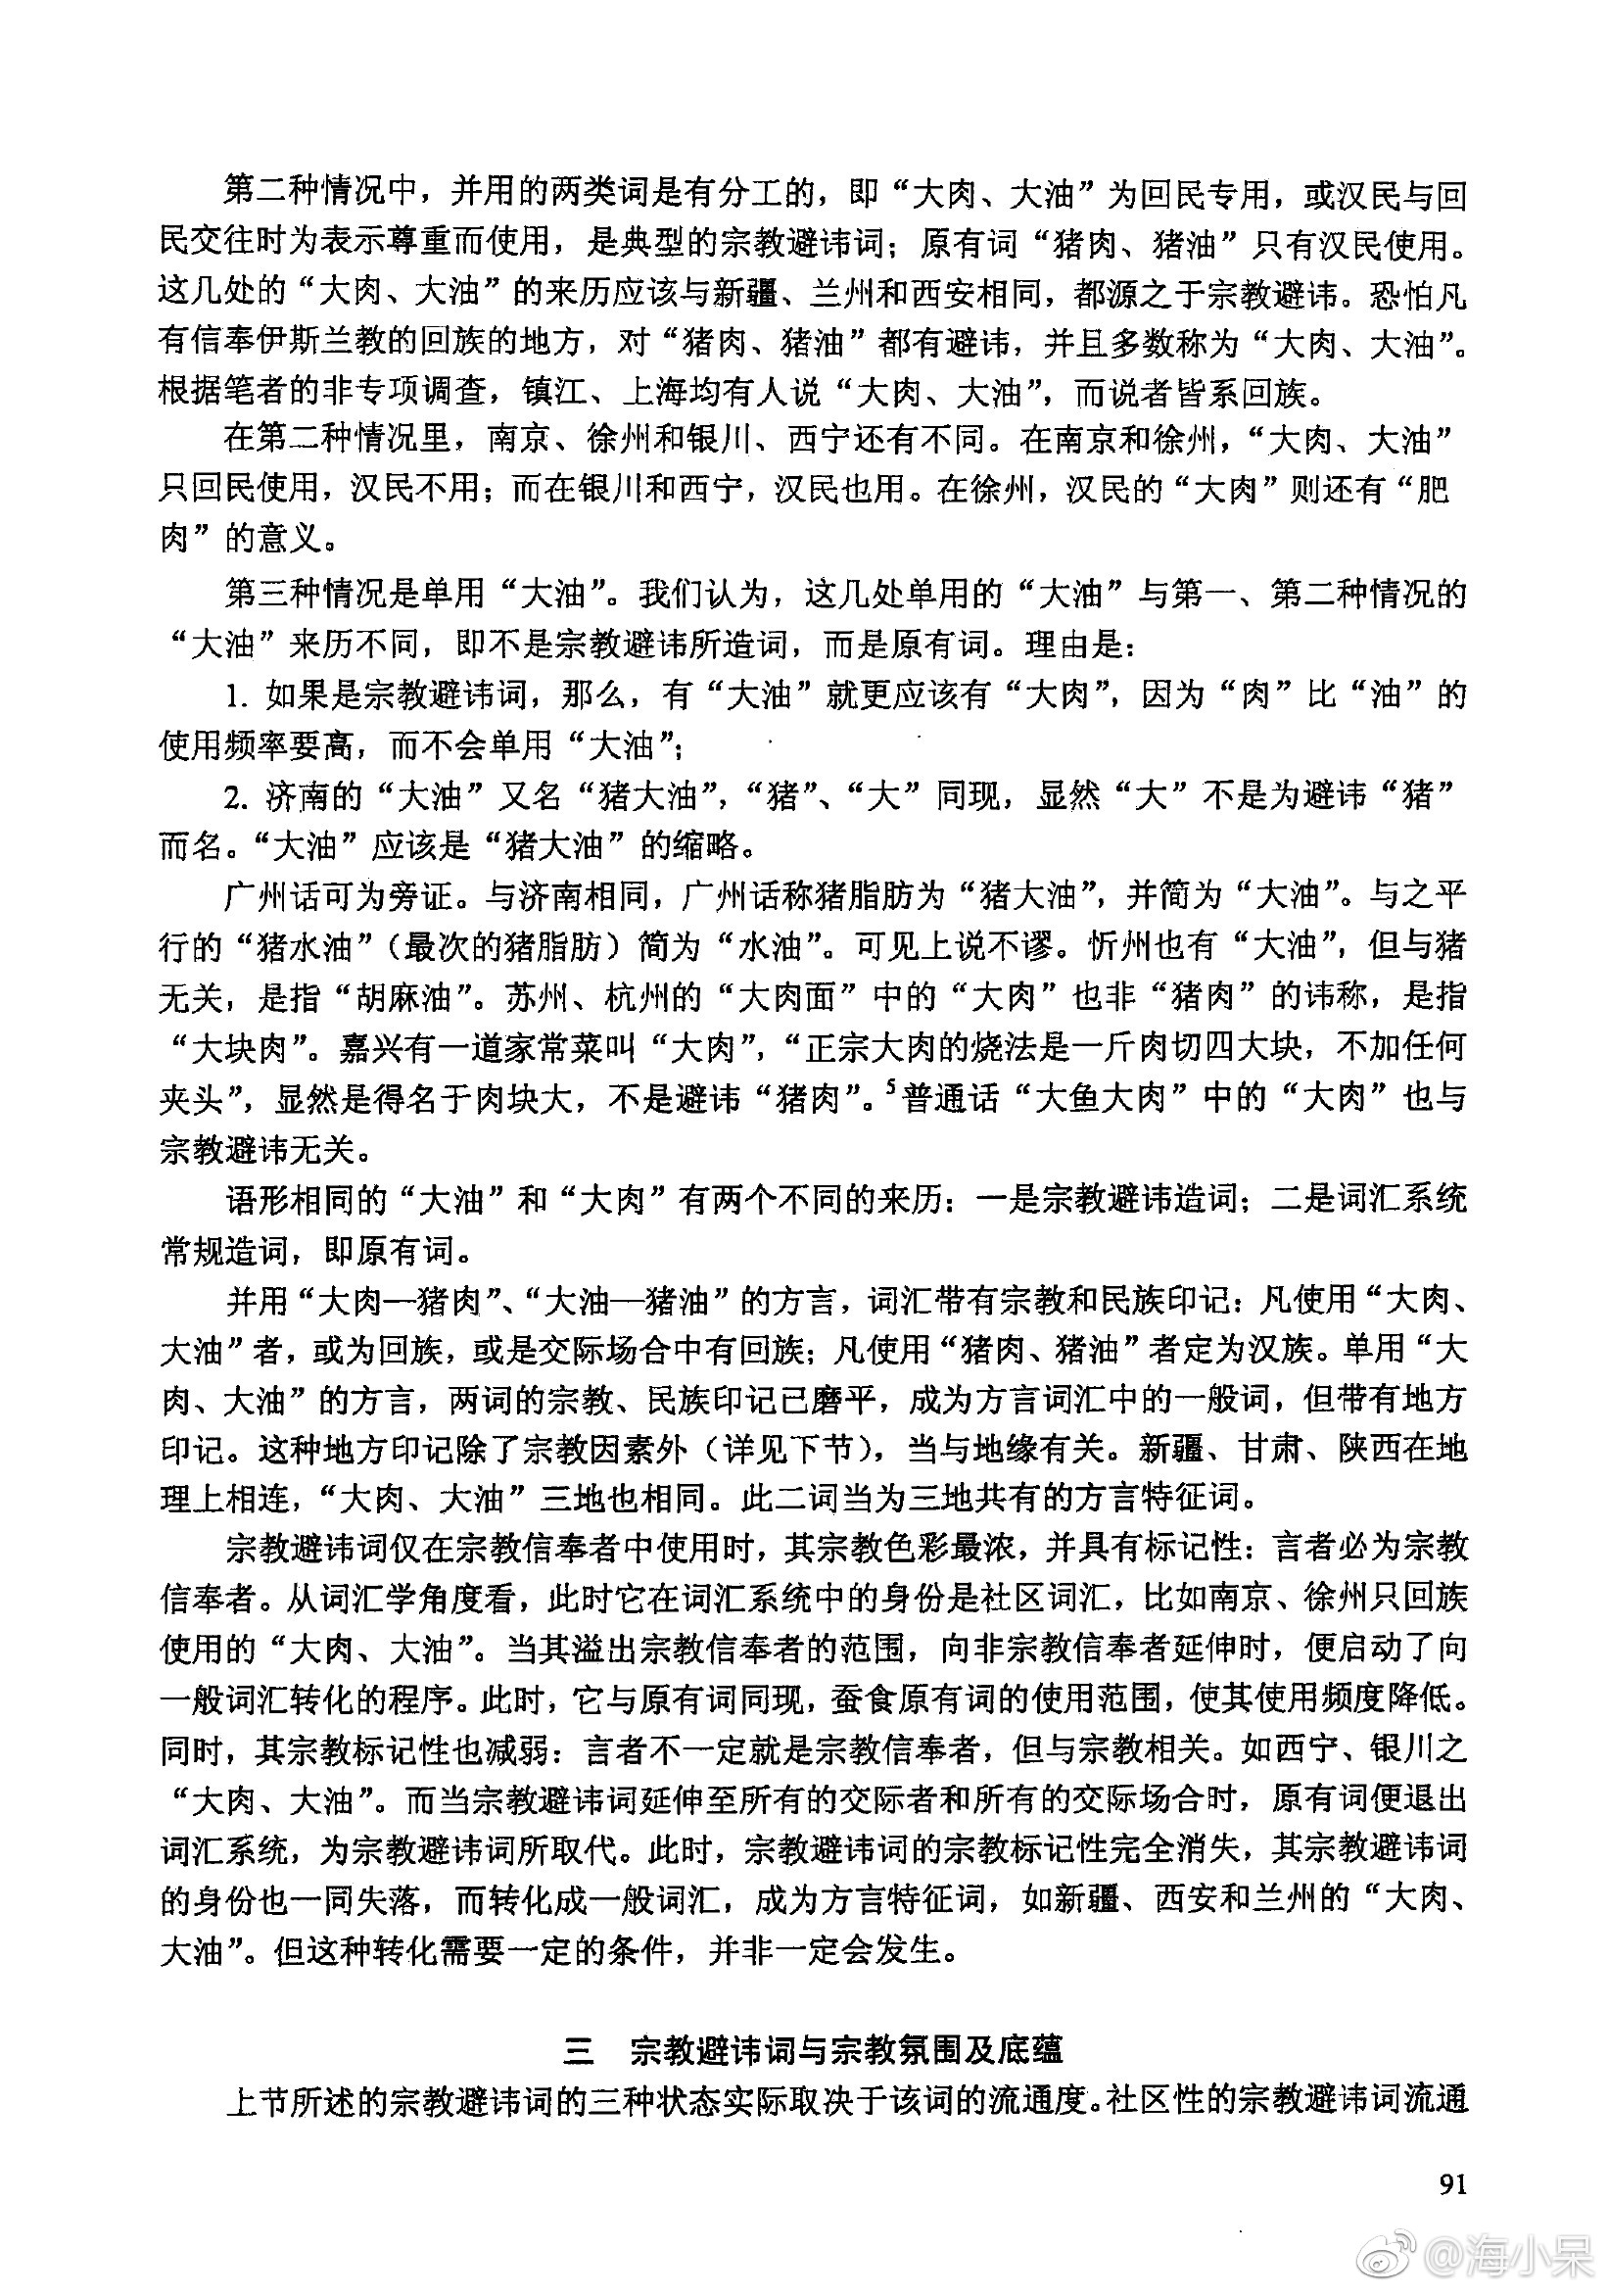 第二种情况中，并用的两类词是有分工的，即“大肉、大油”为回民专用，或汉民与回
民交往时为表示尊重而使用，是典型的宗教避讳词；原有词“猪肉、猪油”只有汉民使用。
这几处的“大肉、大油”的来历应该与新疆、兰州和西安相同，都源之于宗教避讳。恐怕凡
有信奉伊斯兰教的回族的地方，对“猪肉、猪油”都有避讳，并且多数称为“大肉、大油”。
根据笔者的非专项调查，镇江、上海均有人说“大肉、大油”，而说者皆系回族。
在第二种情况里，南京、徐州和银川、西宁还有不同。在南京和徐州，“大肉、大油”
只回民使用，汉民不用；而在银川和西宁，汉民也用。在徐州，汉民的“大肉”则还有“肥
肉”的意义。
第三种情况是单用“大油”。我们认为，这几处单用的“大油”与第一、第二种情况的
“大油”来历不同，即不是宗教避讳所造词，而是原有词。理由是：
1. 如果是宗教避讳词，那么，有“大油”就更应该有“大肉”，因为“肉”比“油”的
使用频率要高，而不会单用“大油”；
2. 济南的“大油”又名“猪大油”，“猪”、“大”同现，显然“大”不是为避讳“猪”
而名。“大油”应该是“猪大油”的缩略。
广州话可为旁证。与济南相同，广州话称猪脂肪为“猪大油”，并简为“大油”。与之平
行的“猪水油”（最次的猪脂肪）简为“水油”。可见上说不谬。忻州也有“大油”，但与猪
无关，是指“胡麻油”。苏州、杭州的“大肉面”中的“大肉”也非“猪肉”的讳称，是指
“大块肉”。嘉兴有一道家常菜叫“大肉”，“正宗大肉的烧法是一斤肉切四大块，不加任何
夹头”，显然是得名于肉块大，不是避讳“猪肉”。5普通话“大鱼大肉”中的“大肉”也与
宗教避讳无关。
语形相同的“大油”和“大肉”有两个不同的来历：一是宗教避讳造词；二是词汇系统
常规造词，即原有词。
并用“大肉—猪肉”、“大油—猪油”的方言，词汇带有宗教和民族印记：凡使用“大肉、
大油”者，或为回族，或是交际场合中有回族；凡使用“猪肉、猪油”者定为汉族。单用“大
肉、大油”的方言，两词的宗教、民族印记已磨平，成为方言词汇中的一般词，但带有地方
印记。这种地方印记除了宗教因素外（详见下节），当与地缘有关。新疆、甘肃、陕西在地
理上相连，“大肉、大油”三地也相同。此二词当为三地共有的方言特征词。
宗教避讳词仅在宗教信奉者中使用时，其宗教色彩最浓，并具有标记性：言者必为宗教
信奉者。从词汇学角度看，此时它在词汇系统中的身份是社区词汇，比如南京、徐州只回族
使用的“大肉、大油”。当其溢出宗教信奉者的范围，向非宗教信奉者延伸时，便启动了向
一般词汇转化的程序。此时，它与原有词同现，蚕食原有词的使用范围，使其使用频度降低。
同时，其宗教标记性也减弱：言者不一定就是宗教信奉者，但与宗教相关。如西宁、银川之
“大肉、大油”。而当宗教避讳词延伸至所有的交际者和所有的交际场合时，原有词便退出
词汇系统，为宗教避讳词所取代。此时，宗教避讳词的宗教标记性完全消失，其宗教避讳词
的身份也一同失落，而转化成一般词汇，成为方言特征词，如新疆、西安和兰州的“大肉、
大油”。但这种转化需要一定的条件，并非一定会发生。
三 宗教避讳词与宗教氛围及底蕴
上节所述的宗教避讳词的三种状态实际取决于该词的流通度。社区性的宗教避讳词流通
91
@海小呆